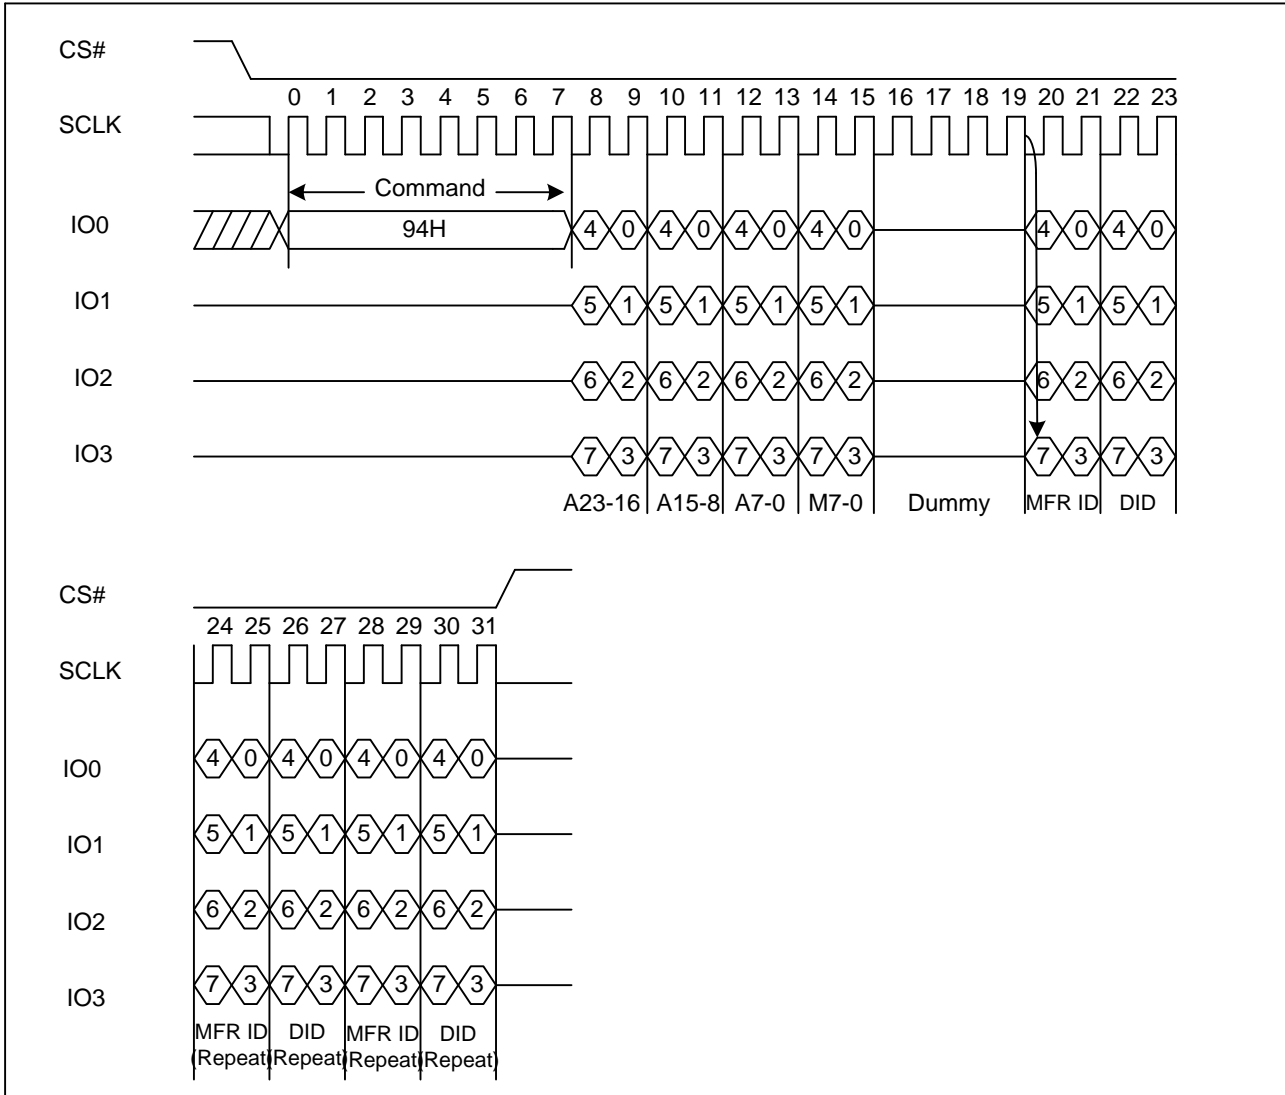 CS#
0 1 2 3 4 5 6 7 8 9 10 11 12 13 14 15 16 17 18 19 20 21 22 23
SCLK
Command
IO0 94H 4 0 4 0 4 0 4 0 4 0 4 0
IO1 5 1 5 1 5 1 5 1 5 1 5 1
IO2 6 2 6 2 6 2 6 2 6 2 6 2
IO3 7 3 7 3 7 3 7 3 7 3 7 3
A23-16 A15-8 A7-0 M7-0 Dummy MFR ID DID
CS#
24 25 26 27 28 29 30 31
SCLK
IO0 4 0 4 0 4 0 4 0
IO1 5 1 5 1 5 1 5 1
IO2 6 2 6 2 6 2 6 2
IO3 7 3 7 3 7 3 7 3
MFR ID DID MFR ID DID
(Repeat) (Repeat) (Repeat) (Repeat)